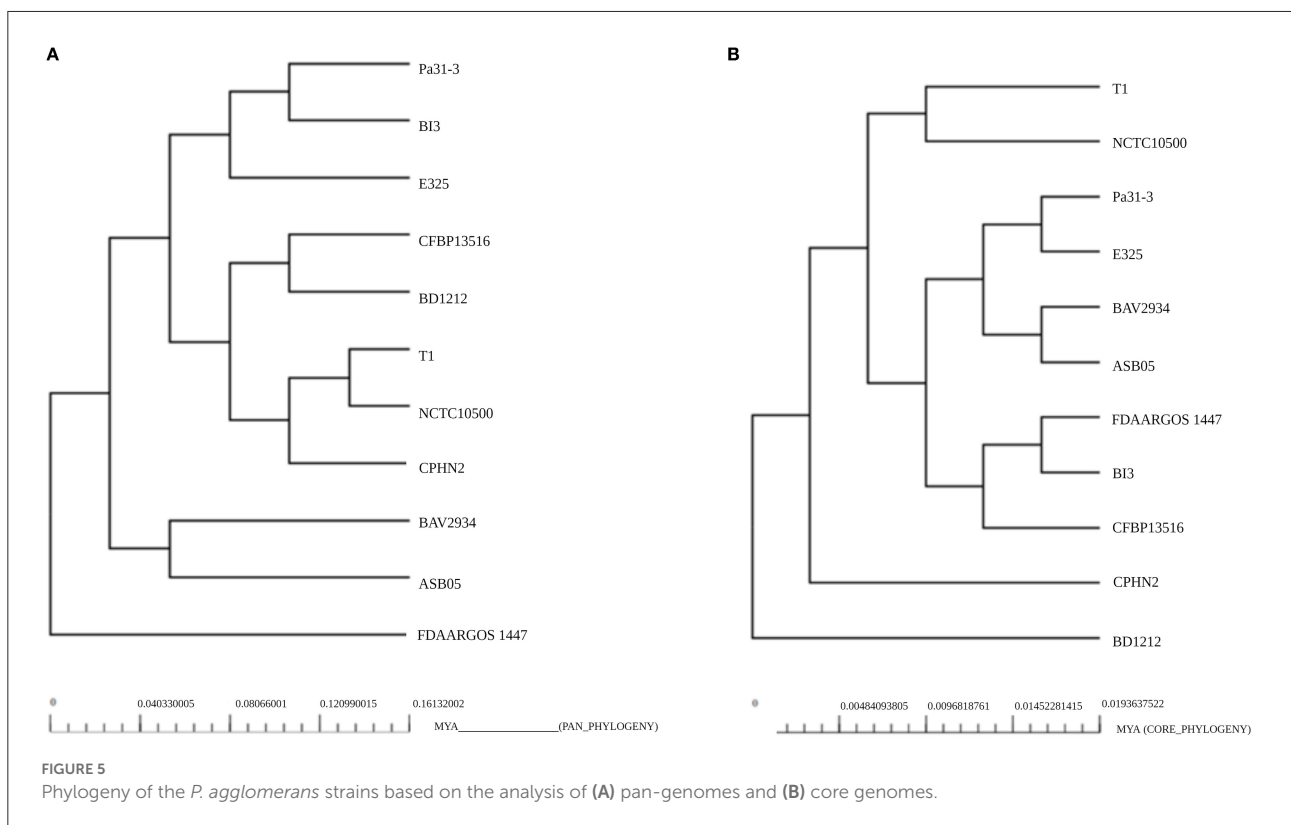 A
Pa31-3
BI3
E325
CFBP13516
BD1212
T1
NCTC10500
CPHN2
BAV2934
ASB05
FDAARGOS 1447
0 0.040330005 0.08066001 0.120990015 0.16132002
MYA_______________(PAN_PHYLOGENY)
B
T1
NCTC10500
Pa31-3
E325
BAV2934
ASB05
FDAARGOS 1447
BI3
CFBP13516
CPHN2
BD1212
0 0.00484093805 0.0096818761 0.01452281415 0.0193637522
MYA (CORE_PHYLOGENY)
FIGURE 5
Phylogeny of the P. agglomerans strains based on the analysis of (A) pan-genomes and (B) core genomes.